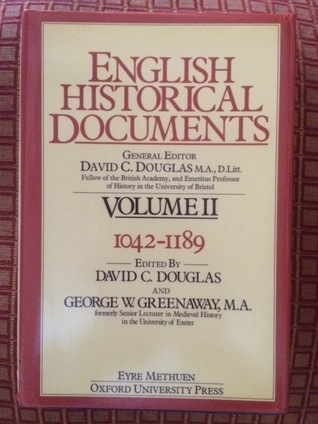 ENGLISH
HISTORICAL
DOCUMENTS
GENERAL EDITOR
DAVID C. DOUGLAS M.A., D.Litt.
Fellow of the British Academy, and Emeritus Professor
of History in the University of Bristol
VOLUME II
1042-1189
EDITED BY
DAVID C. DOUGLAS
AND
GEORGE W. GREENAWAY, M.A.
formerly Senior Lecturer in Medieval History
in the University of Exeter
EYRE METHUEN
OXFORD UNIVERSITY PRESS